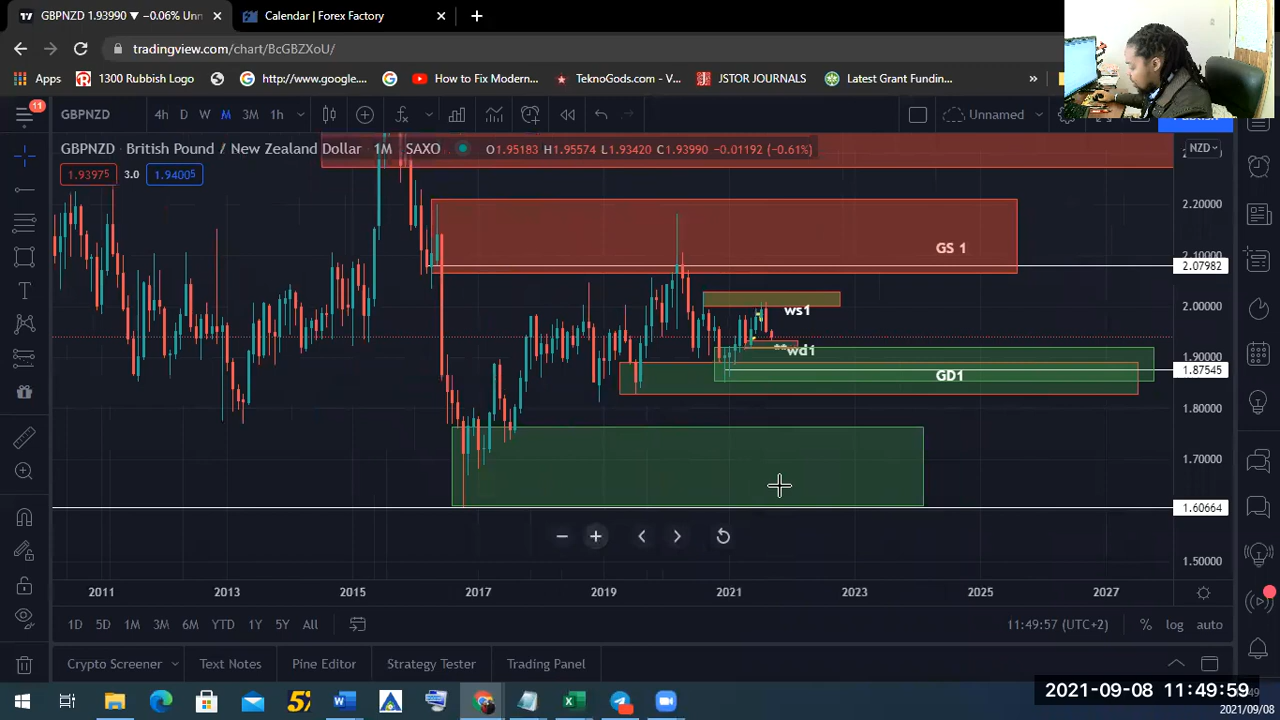 GBPNZD 1.93990 ▼ −0.06% Unn
Calendar | Forex Factory
tradingview.com/chart/BcGBZXoU/
Apps
1300 Rubbish Logo
http://www.google....
How to Fix Modern...
TeknoGods.com - V...
JSTOR JOURNALS
Latest Grant Fundin...
»
11
GBPNZD
4h D W M 3M 1h
Unnamed
GBPNZD · British Pound / New Zealand Dollar · 1M · SAXO
O1.95183 H1.95574 L1.93420 C1.93990 −0.01192 (−0.61%)
NZD
1.93975 3.0 1.94005
2.20000
GS 1
2.07982
2.00000
ws1
**wd1
1.90000
1.87545
GD1
1.80000
1.70000
1.60664
1.50000
2011 2013 2015 2017 2019 2021 2023 2025 2027
1D 5D 1M 3M 6M YTD 1Y 5Y All
11:49:57 (UTC+2) % log auto
Crypto Screener Text Notes Pine Editor Strategy Tester Trading Panel
2021-09-08 11:49:59
2021/09/08